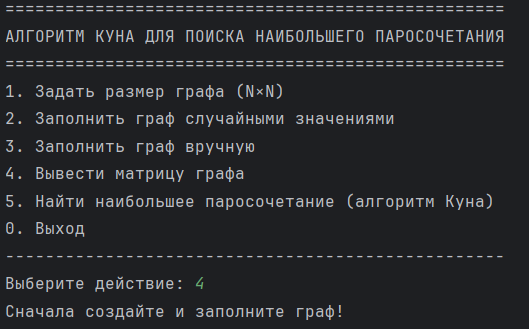 ==================================================
АЛГОРИТМ КУНА ДЛЯ ПОИСКА НАИБОЛЬШЕГО ПАРОСОЧЕТАНИЯ
==================================================
1. Задать размер графа (N×N)
2. Заполнить граф случайными значениями
3. Заполнить граф вручную
4. Вывести матрицу графа
5. Найти наибольшее паросочетание (алгоритм Куна)
0. Выход
--------------------------------------------------
Выберите действие: 4
Сначала создайте и заполните граф!